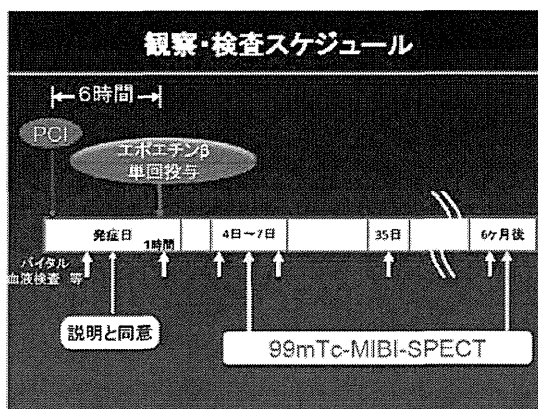 観察・検査スケジュール
6時間
PCI
エポエチンβ
単回投与
発症日
1時間
4日~7日
35日
6ヶ月後
バイタル
血液検査 等
説明と同意
99mTc-MIBI-SPECT